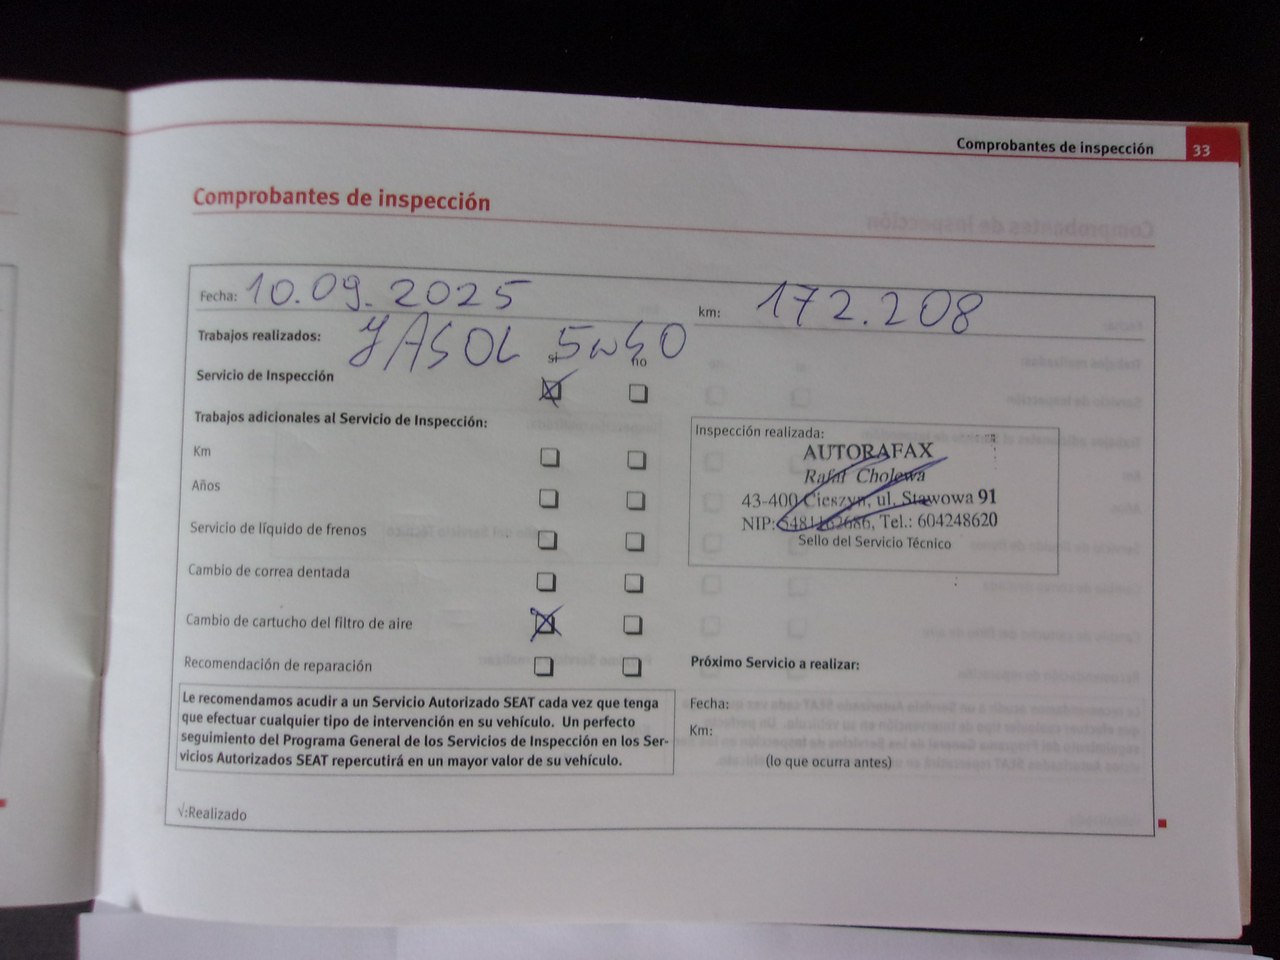 Comprobantes de inspección 33
Comprobantes de inspección
Fecha: 10.09.2025 km: 172.208
Trabajos realizados: YASOL 5w40
sí no
Servicio de Inspección
Trabajos adicionales al Servicio de Inspección:
Km
Años
Servicio de líquido de frenos
Cambio de correa dentada
Cambio de cartucho del filtro de aire
Recomendación de reparación
Le recomendamos acudir a un Servicio Autorizado SEAT cada vez que tenga
que efectuar cualquier tipo de intervención en su vehículo. Un perfecto
seguimiento del Programa General de los Servicios de Inspección en los Ser-
vicios Autorizados SEAT repercutirá en un mayor valor de su vehículo.
√:Realizado
Inspección realizada:
AUTORAFAX
Rafał Cholewa
43-400 Cieszyn, ul. Stawowa 91
NIP: 5481162686, Tel.: 604248620
Sello del Servicio Técnico
Próximo Servicio a realizar:
Fecha:
Km:
(lo que ocurra antes)